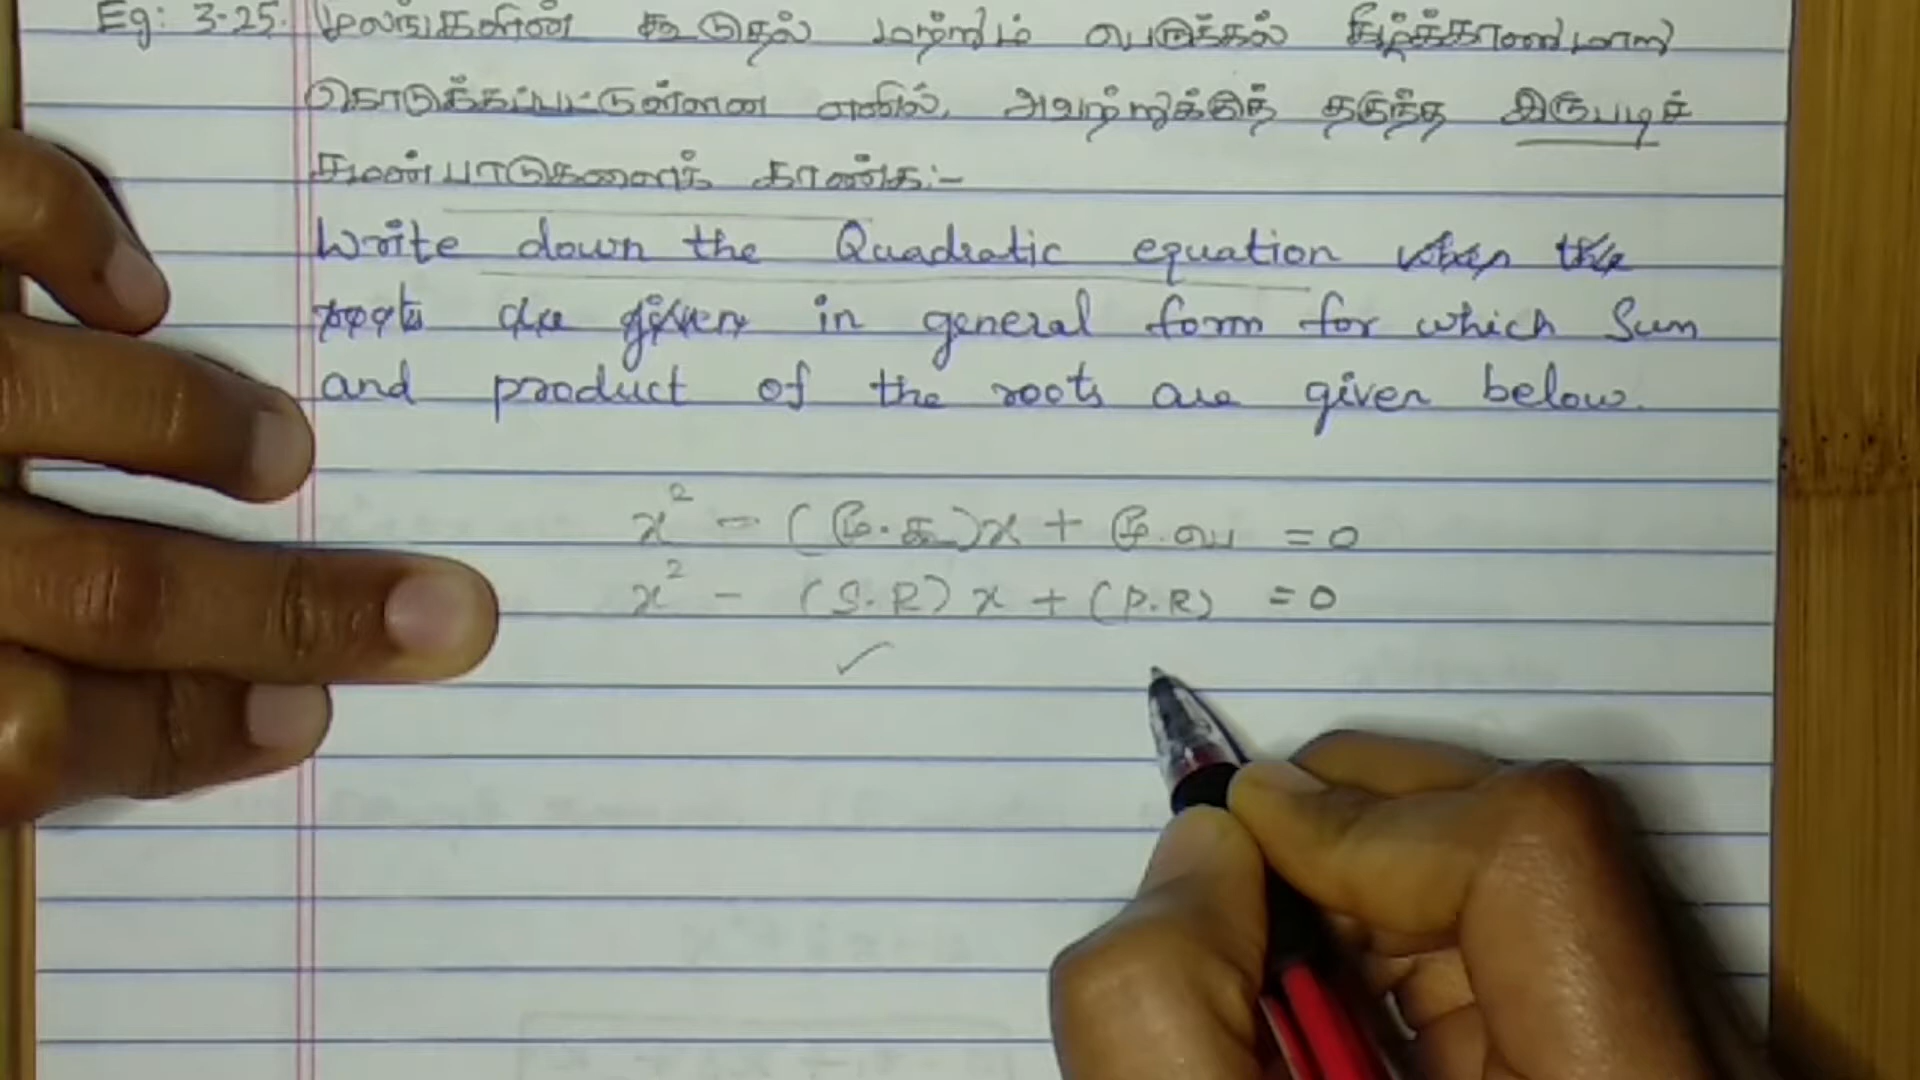 Eg: 3-25. மூலங்களின் கூடுதல் மற்றும் பெருக்கல் கீழ்க்காணுமாறு
கொடுக்கப்பட்டுள்ளன எனில், அவற்றுக்குத் தகுந்த இருபடிச்
சமன்பாடுகளைக் காண்க:-
Write down the Quadratic equation when the
roots are given in general form for which Sum
and product of the roots are given below.
x² - (மூ.கூ)x + மூ.பெ = 0
x² - (S.R) x + (P.R) = 0